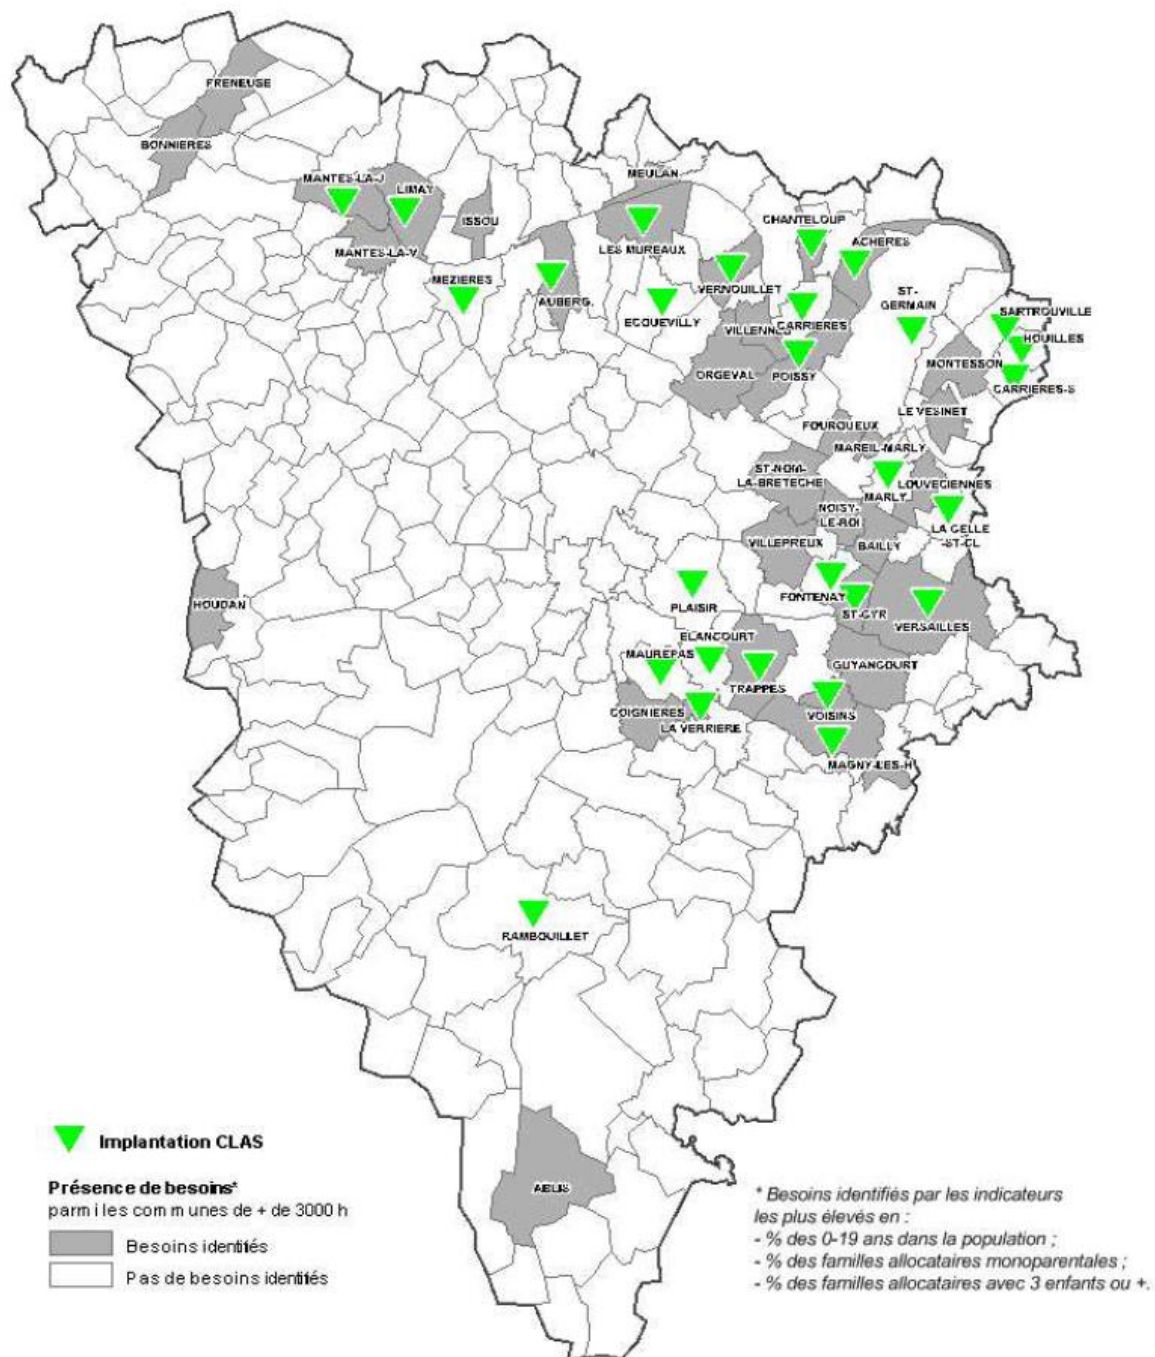 FRENEUSE
BONNIERES
MANTES-LA-J
LIMAY
ISSOU
MANTES-LA-V
MEULAN
LES MUREAUX
CHANTELOUP
ACHERES
MEZIERES
AUBERG.
ECQUEVILLY
VERNOUILLET
VILLENNES
CARRIERES
ST-
GERMAIN
SARTROUVILLE
HOUILLES
MONTESSON
CARRIERES-S
ORGEVAL
POISSY
LE VESINET
FOURQUEUX
MAREIL-MARLY
ST-NOM-
LA-BRETECHE
MARLY
LOUVECIENNES
NOISY-
LE-ROI
LA CELLE
-ST-CL
VILLEPREUX
BAILLY
HOUDAN
PLAISIR
FONTENAY
ST-CYR
VERSAILLES
ELANCOURT
MAUREPAS
GUYANCOURT
TRAPPES
COIGNIERES
LA VERRIERE
VOISINS
MAGNY-LES-H
RAMBOUILLET
ABLIS
Implantation CLAS
Présence de besoins*
parmi les communes de + de 3000 h
Besoins identités
Pas de besoins identités
* Besoins identifiés par les indicateurs
les plus élevés en :
- % des 0-19 ans dans la population ;
- % des familles allocataires monoparentales ;
- % des familles allocataires avec 3 enfants ou +.